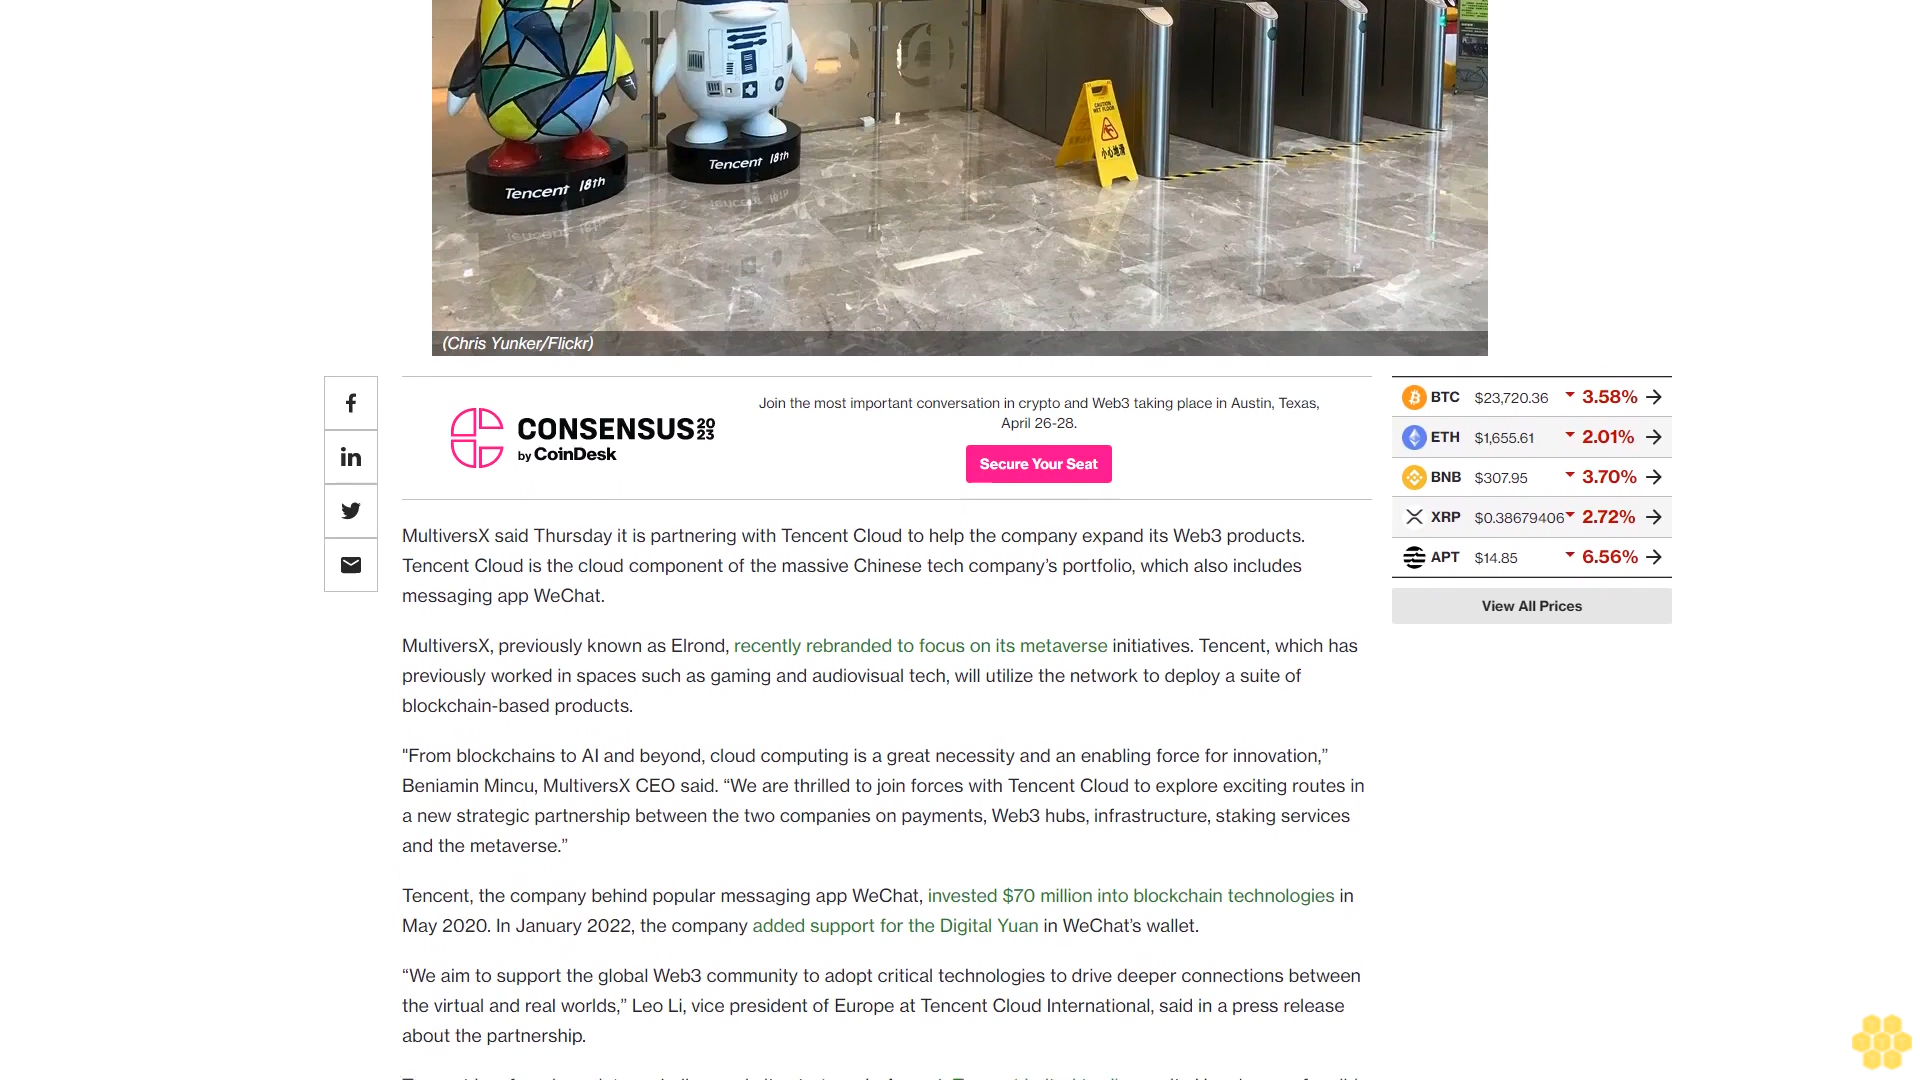 Tencent 18th
Tencent 18th
CAUTION
WET FLOOR
小心地滑
(Chris Yunker/Flickr)
CONSENSUS 2023
by CoinDesk
Join the most important conversation in crypto and Web3 taking place in Austin, Texas,
April 26-28.
Secure Your Seat
BTC $23,720.36 3.58%
ETH $1,655.61 2.01%
BNB $307.95 3.70%
XRP $0.38679406 2.72%
APT $14.85 6.56%
View All Prices
MultiversX said Thursday it is partnering with Tencent Cloud to help the company expand its Web3 products.
Tencent Cloud is the cloud component of the massive Chinese tech company’s portfolio, which also includes
messaging app WeChat.
MultiversX, previously known as Elrond, recently rebranded to focus on its metaverse initiatives. Tencent, which has
previously worked in spaces such as gaming and audiovisual tech, will utilize the network to deploy a suite of
blockchain-based products.
"From blockchains to AI and beyond, cloud computing is a great necessity and an enabling force for innovation,”
Beniamin Mincu, MultiversX CEO said. “We are thrilled to join forces with Tencent Cloud to explore exciting routes in
a new strategic partnership between the two companies on payments, Web3 hubs, infrastructure, staking services
and the metaverse.”
Tencent, the company behind popular messaging app WeChat, invested $70 million into blockchain technologies in
May 2020. In January 2022, the company added support for the Digital Yuan in WeChat’s wallet.
“We aim to support the global Web3 community to adopt critical technologies to drive deeper connections between
the virtual and real worlds,” Leo Li, vice president of Europe at Tencent Cloud International, said in a press release
about the partnership.